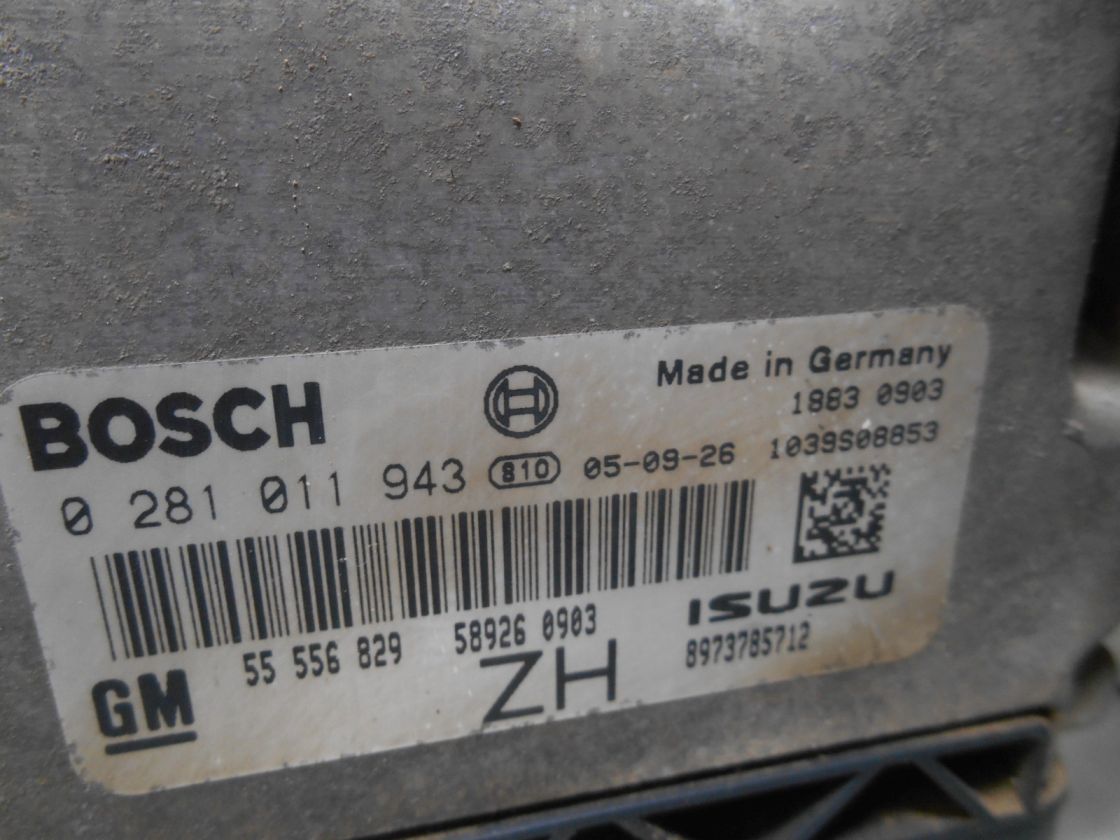 BOSCH
Made in Germany
1883 0903
0 281 011 943 810 05-09-26 1039S08853
55 556 829 58926 0903
ISUZU
8973785712
GM
ZH